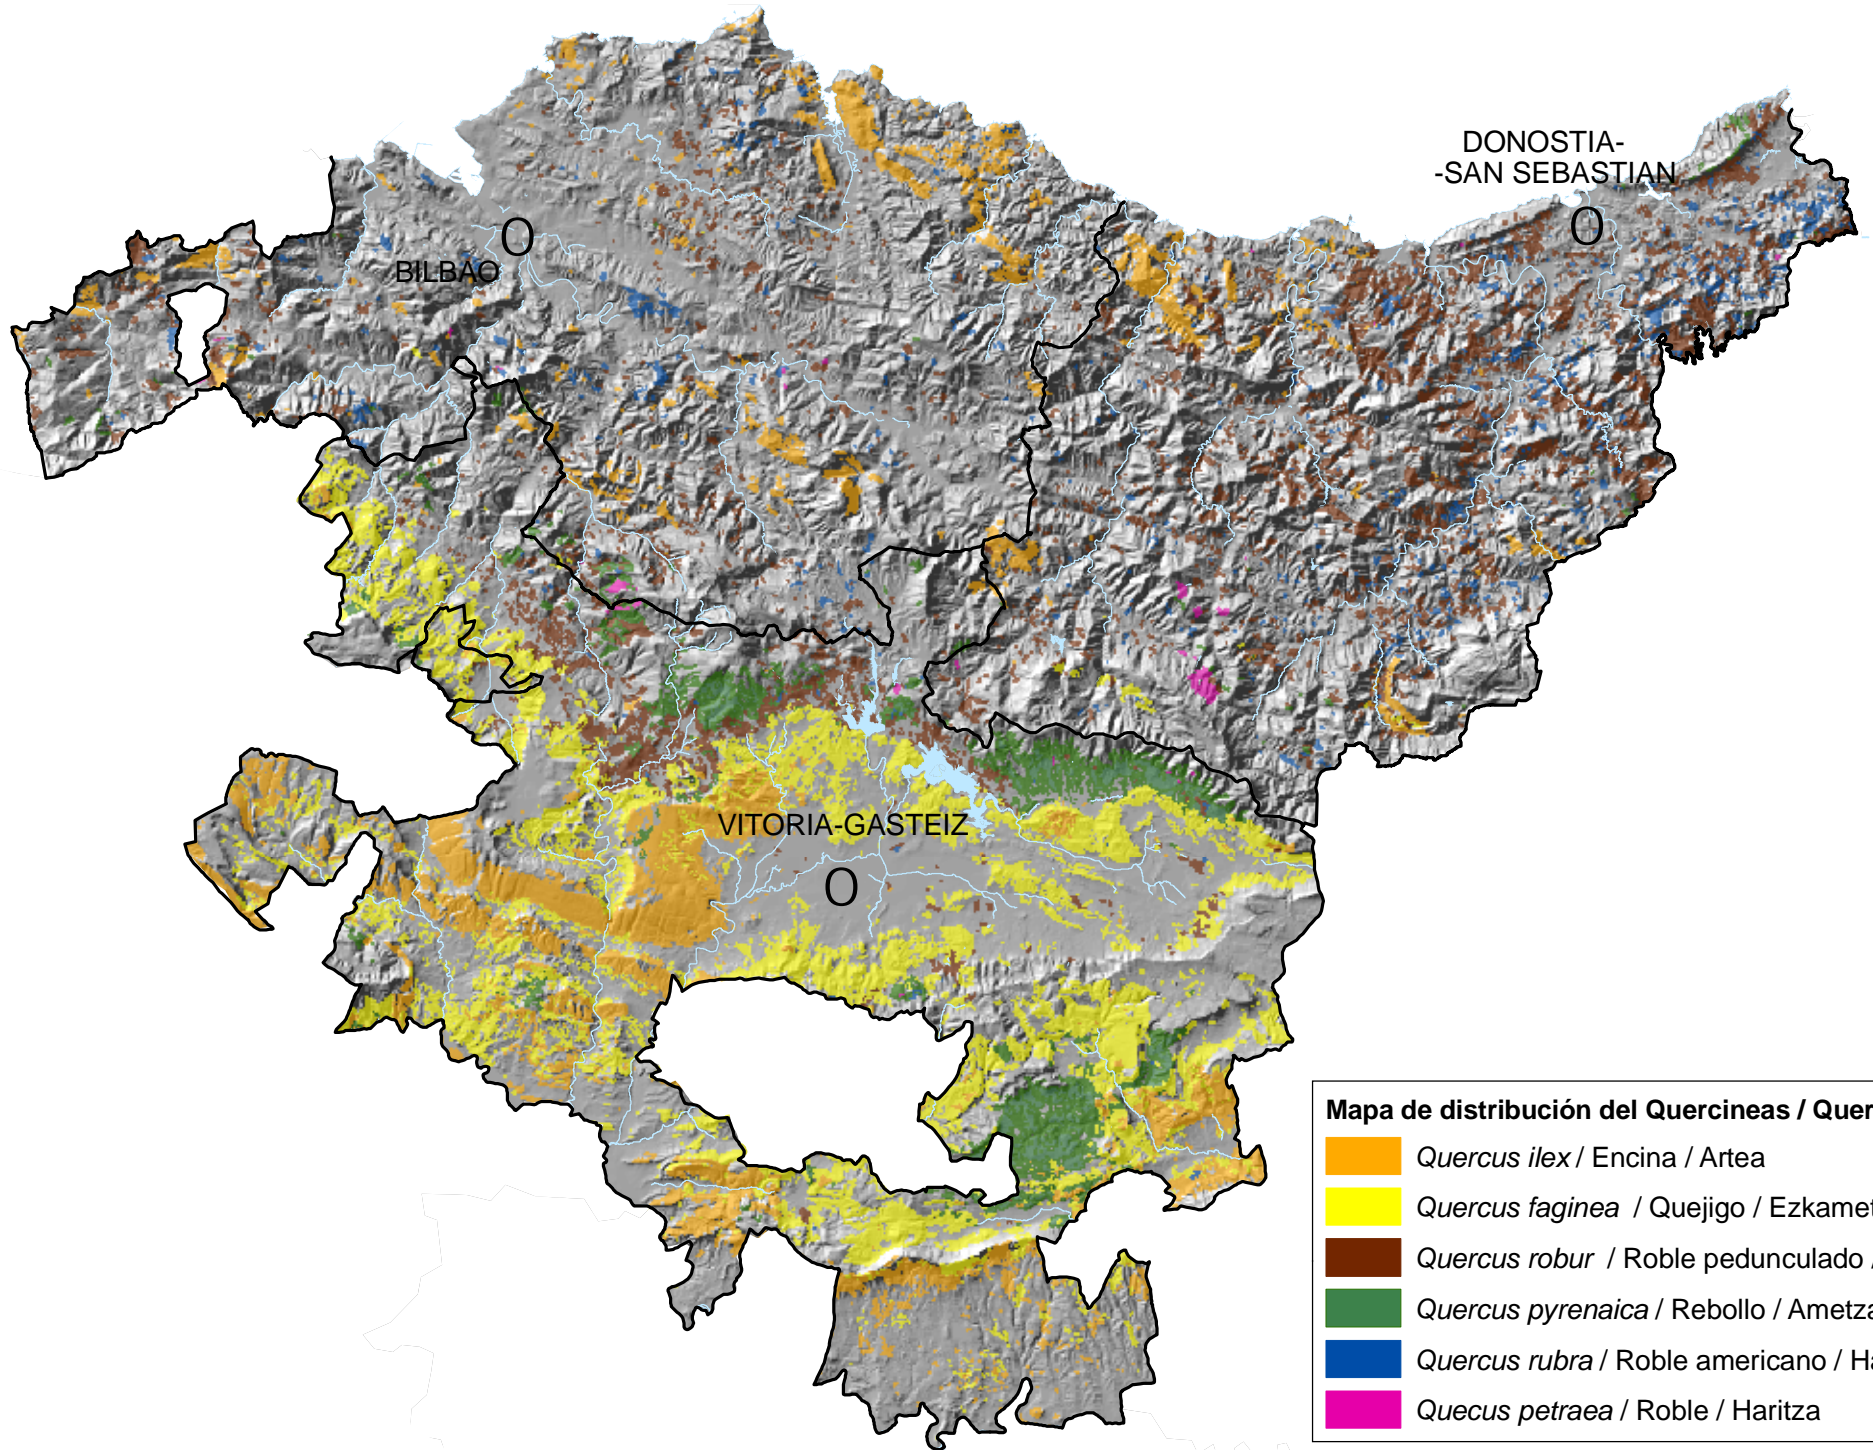 DONOSTIA-
-SAN SEBASTIAN
O
O
BILBAO
VITORIA-GASTEIZ
O
Mapa de distribución del Quercineas / Quer
Quercus ilex / Encina / Artea
Quercus faginea / Quejigo / Ezkamet
Quercus robur / Roble pedunculado /
Quercus pyrenaica / Rebollo / Ametza
Quercus rubra / Roble americano / Ha
Quecus petraea / Roble / Haritza